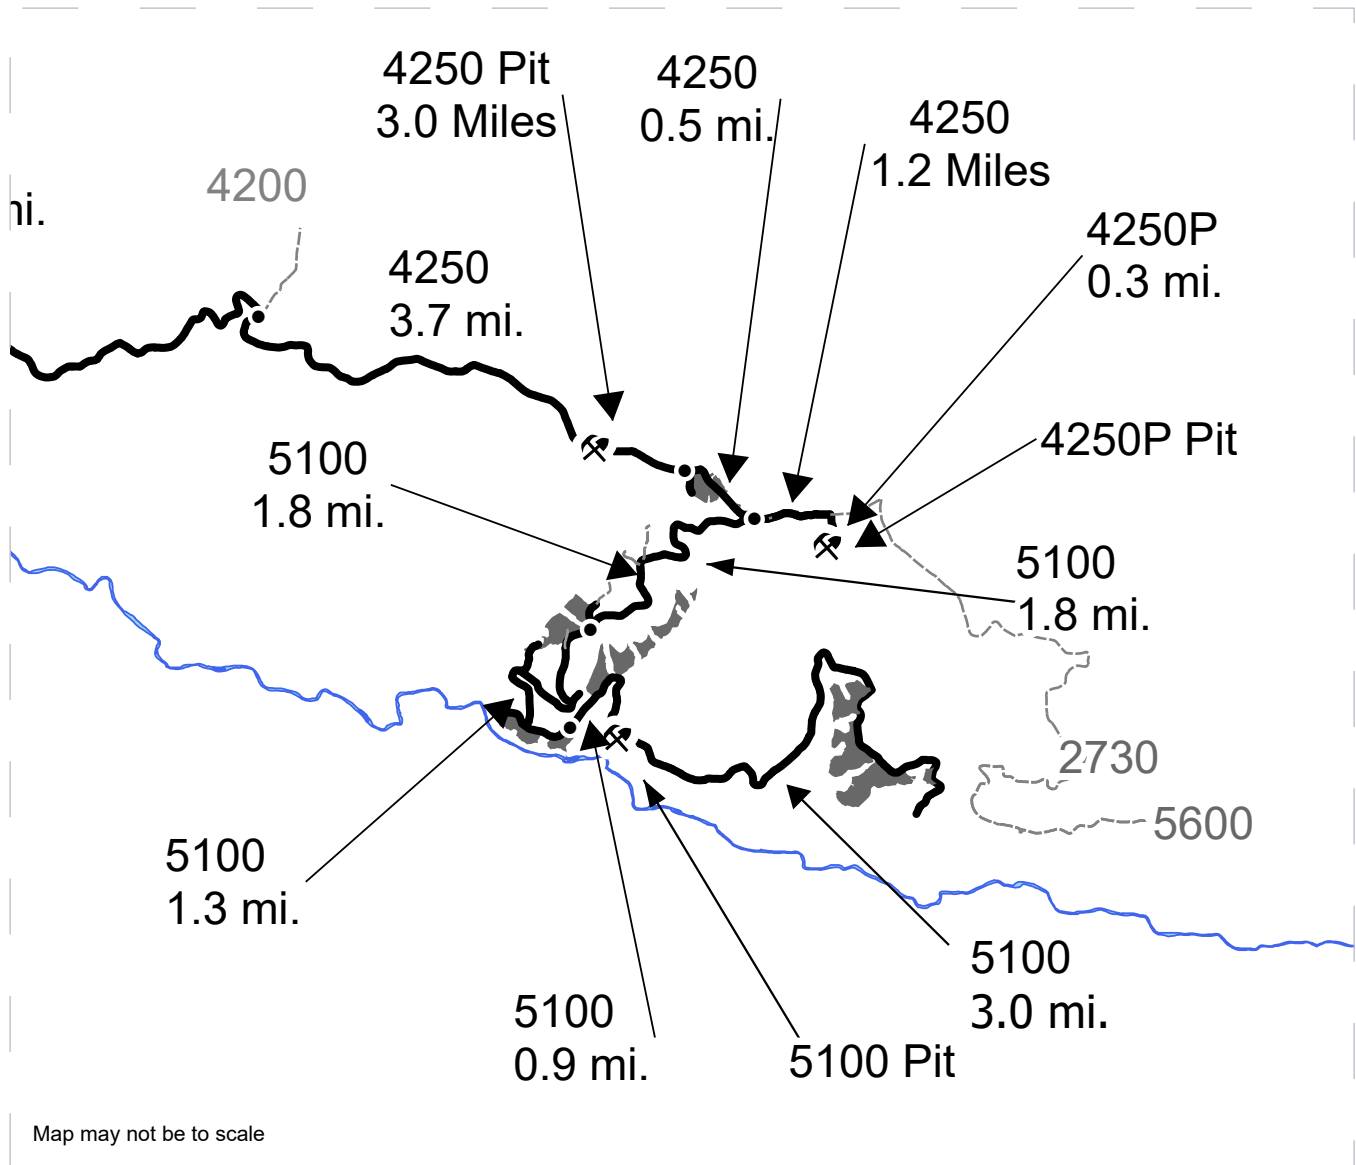 4250 Pit
3.0 Miles
4250
0.5 mi.
4250
1.2 Miles
4200
mi.
4250P
0.3 mi.
4250
3.7 mi.
4250P Pit
5100
1.8 mi.
5100
1.8 mi.
2730
5600
5100
1.3 mi.
5100
3.0 mi.
5100
0.9 mi.
5100 Pit
Map may not be to scale